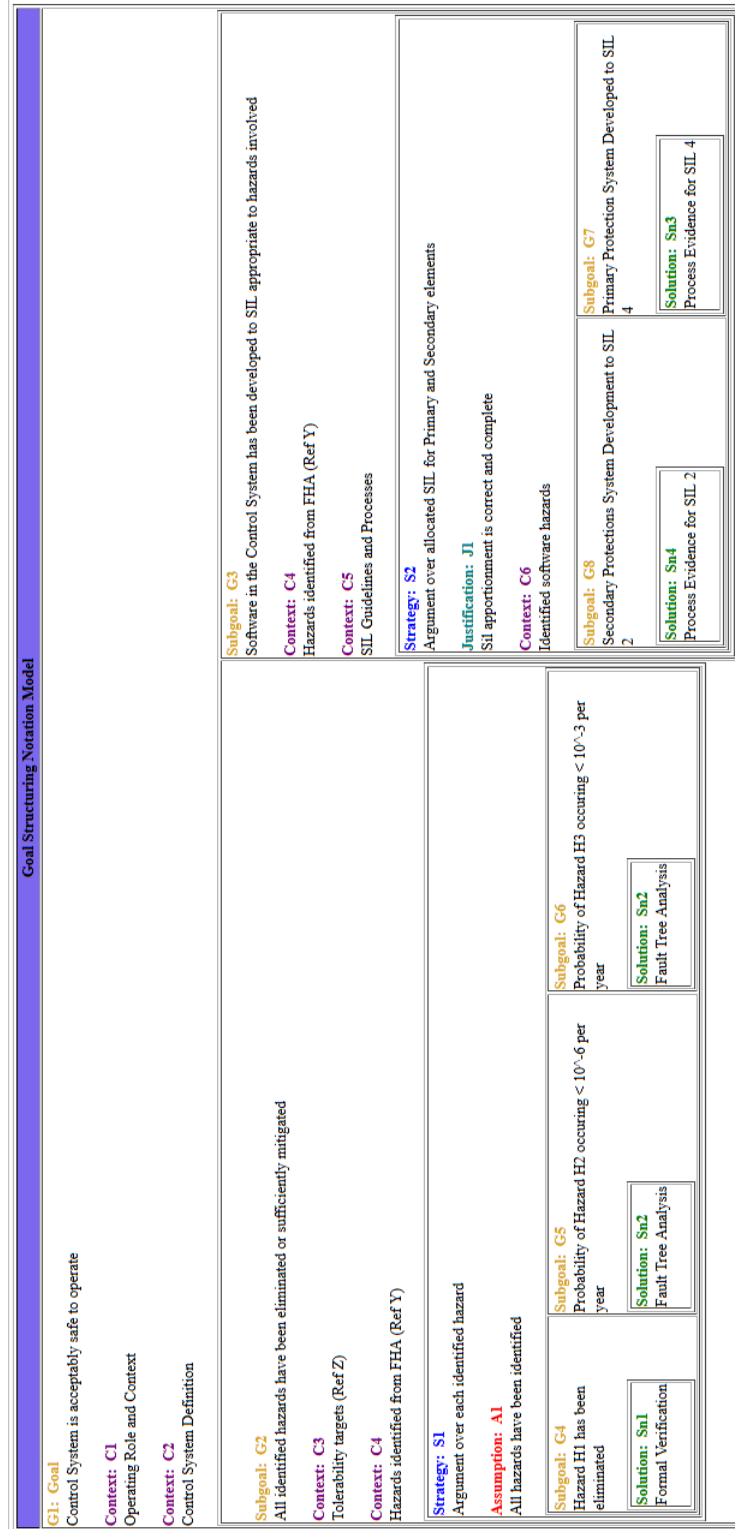 Goal Structuring Notation Model
G1: Goal
Control System is acceptably safe to operate
Context: C1
Operating Role and Context
Context: C2
Control System Definition
Subgoal: G2
All identified hazards have been eliminated or sufficiently mitigated
Context: C3
Tolerability targets (Ref Z)
Context: C4
Hazards identified from FHA (Ref Y)
Strategy: S1
Argument over each identified hazard
Assumption: A1
All hazards have been identified
Subgoal: G4
Hazard H1 has been
eliminated
Solution: Sn1
Formal Verification
Subgoal: G5
Probability of Hazard H2 occuring < 10^-6 per
year
Solution: Sn2
Fault Tree Analysis
Subgoal: G6
Probability of Hazard H3 occuring < 10^-3 per
year
Solution: Sn2
Fault Tree Analysis
Subgoal: G3
Software in the Control System has been developed to SIL appropriate to hazards involved
Context: C4
Hazards identified from FHA (Ref Y)
Context: C5
SIL Guidelines and Processes
Strategy: S2
Argument over allocated SIL for Primary and Secondary elements
Justification: J1
Sil apportionment is correct and complete
Context: C6
Identified software hazards
Subgoal: G8
Secondary Protections System Development to SIL
2
Solution: Sn4
Process Evidence for SIL 2
Subgoal: G7
Primary Protection System Developed to SIL
4
Solution: Sn3
Process Evidence for SIL 4